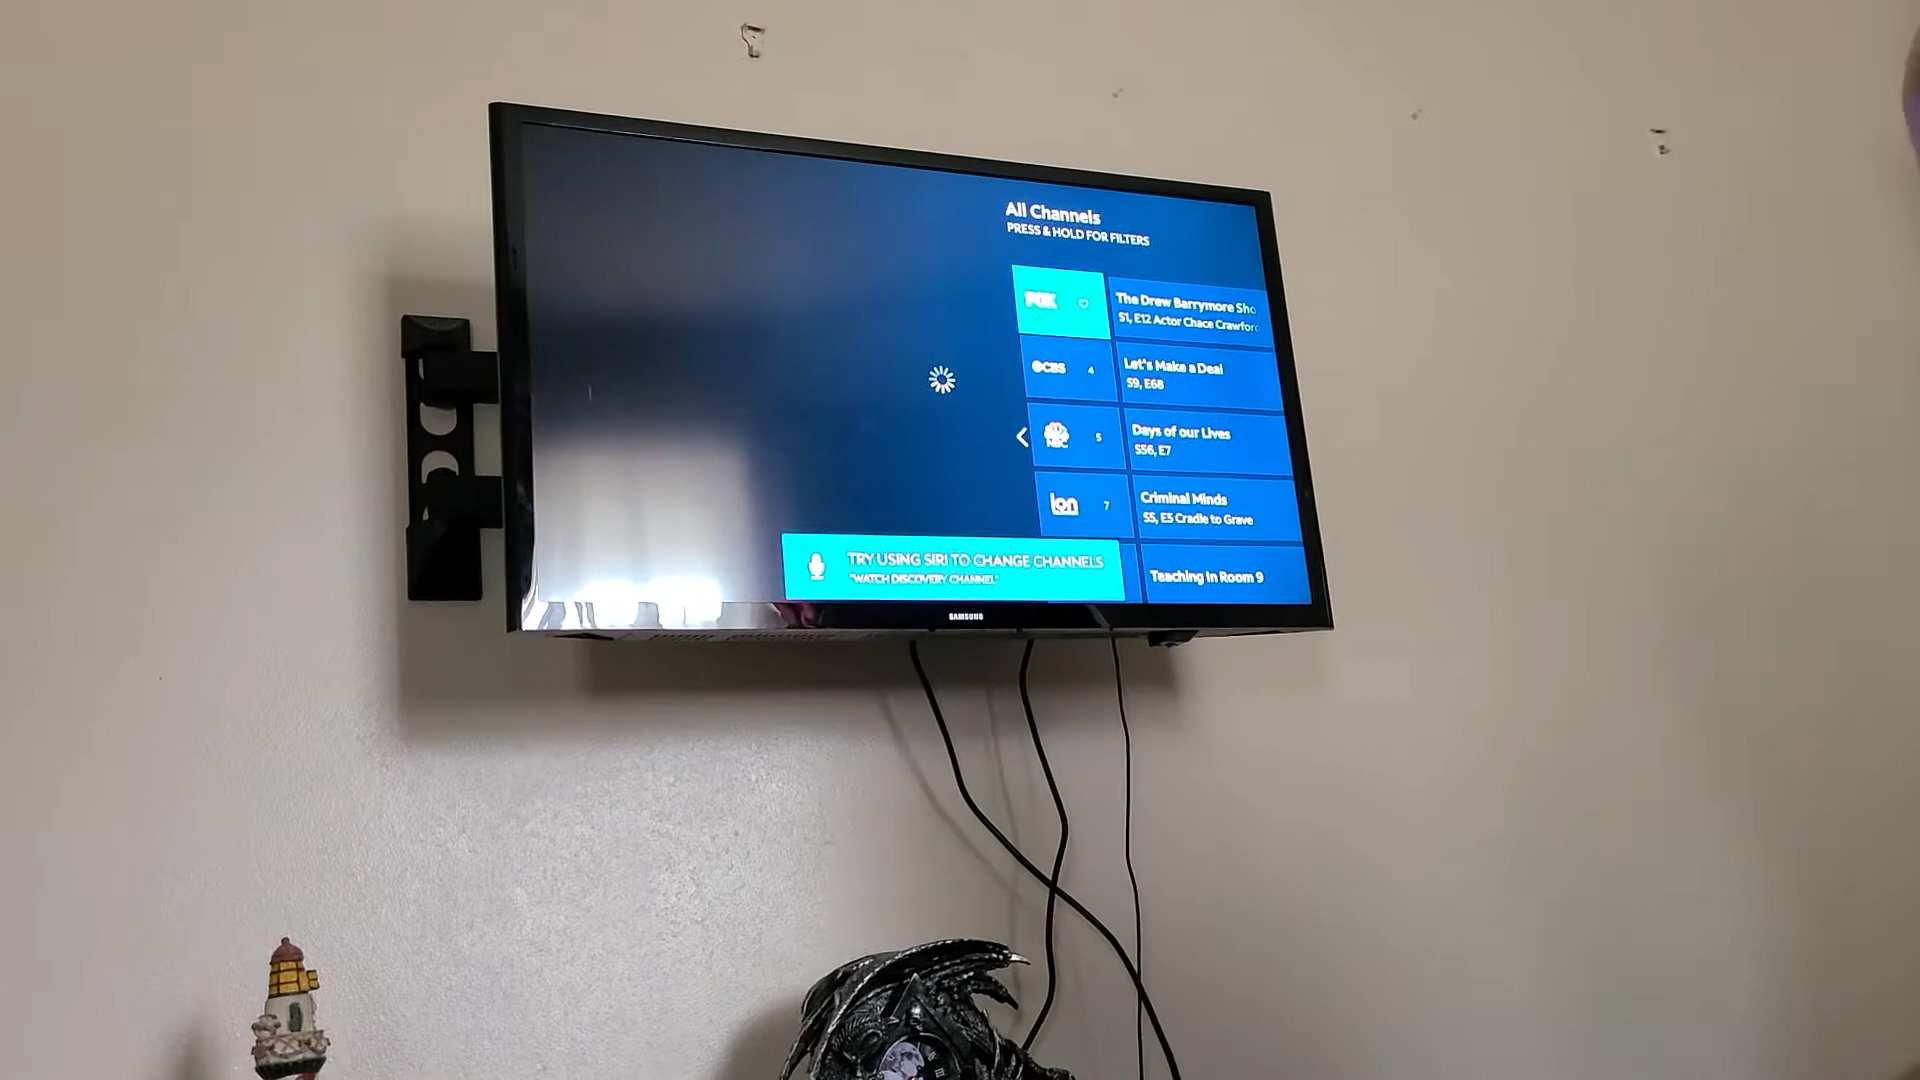 All Channels
PRESS & HOLD FOR FILTERS
FOX
The Drew Barrymore Sho
S1, E12 Actor Chace Crawford
CBS 4
Let's Make a Deal
S9, E68
NBC 5
Days of our Lives
S56, E7
ion 7
Criminal Minds
S5, E5 Cradle to Grave
Teaching In Room 9
TRY USING SIRI TO CHANGE CHANNELS
"WATCH DISCOVERY CHANNEL"
SAMSUNG